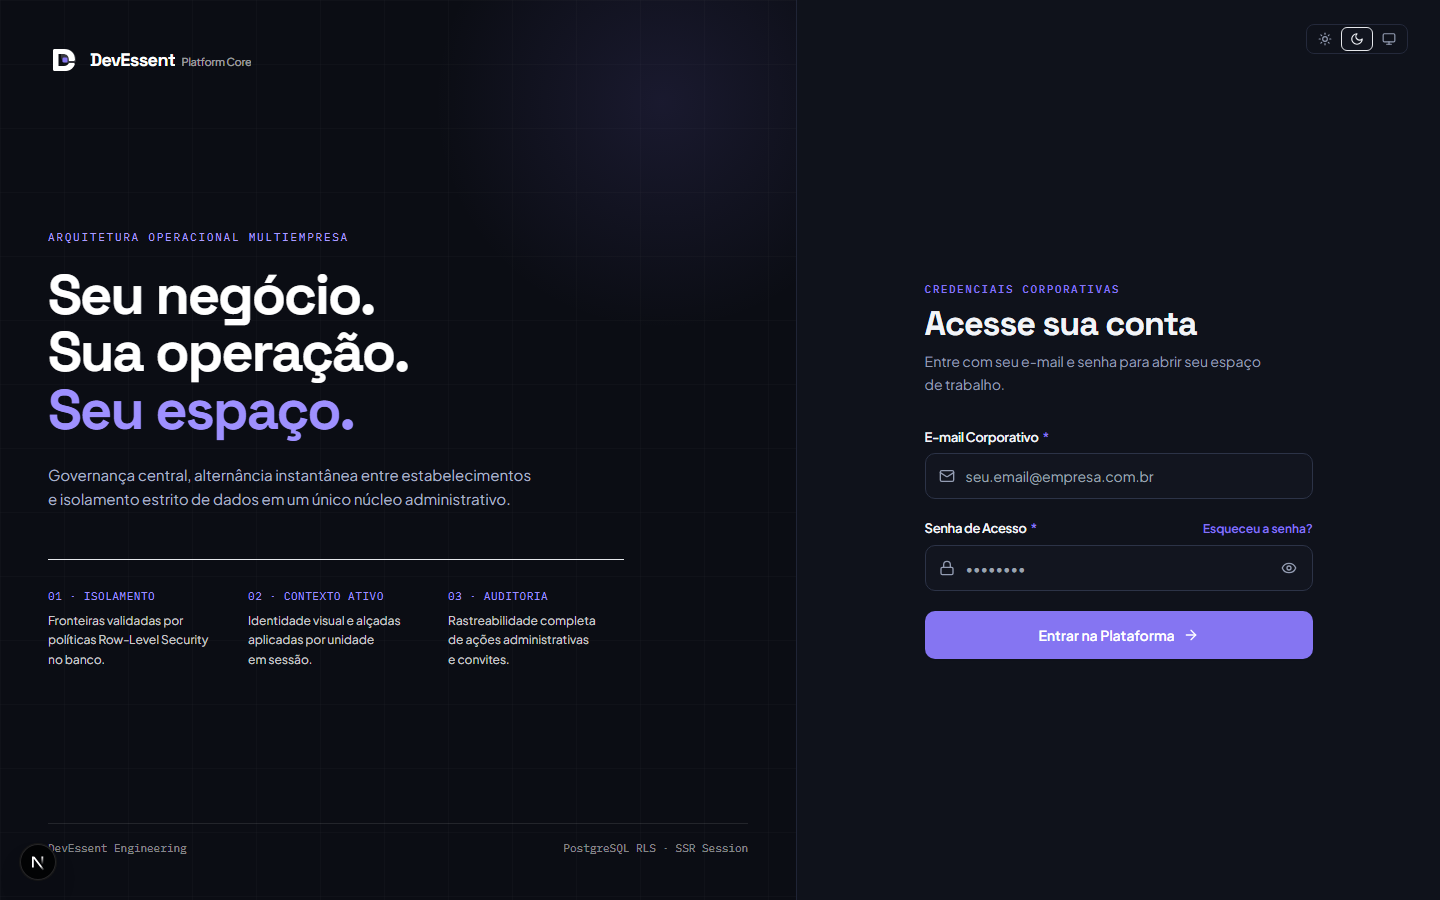 DevEssent Platform Core
ARQUITETURA OPERACIONAL MULTIEMPRESA
Seu negócio.
Sua operação.
Seu espaço.
Governança central, alternância instantânea entre estabelecimentos
e isolamento estrito de dados em um único núcleo administrativo.
01 · ISOLAMENTO
Fronteiras validadas por
políticas Row-Level Security
no banco.
02 · CONTEXTO ATIVO
Identidade visual e alçadas
aplicadas por unidade
em sessão.
03 · AUDITORIA
Rastreabilidade completa
de ações administrativas
e convites.
DevEssent Engineering
PostgreSQL RLS · SSR Session
CREDENCIAIS CORPORATIVAS
Acesse sua conta
Entre com seu e-mail e senha para abrir seu espaço
de trabalho.
E-mail Corporativo *
seu.email@empresa.com.br
Senha de Acesso *
Esqueceu a senha?
••••••••
Entrar na Plataforma →